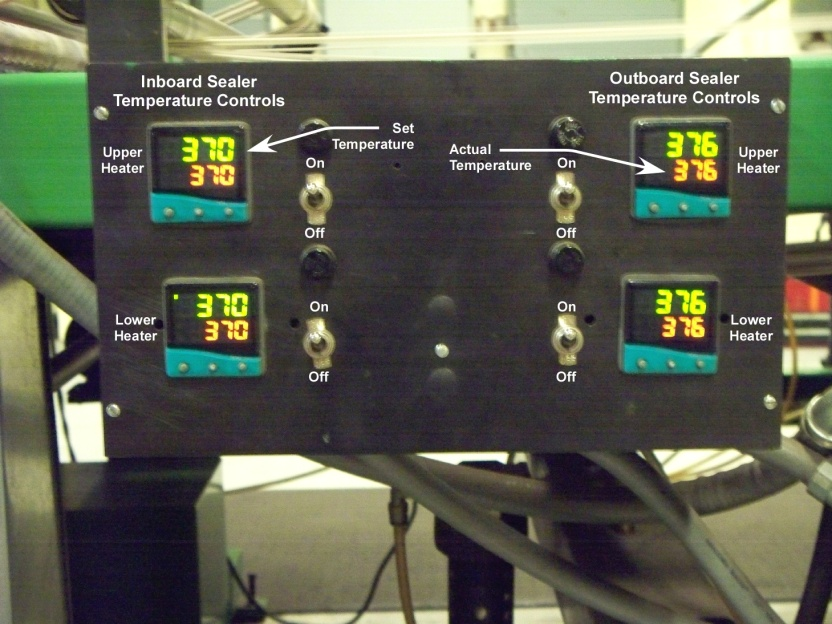 Inboard Sealer
Temperature Controls
Outboard Sealer
Temperature Controls
Upper
Heater
370
370
Set
Temperature
On
Off
Actual
Temperature
On
Off
376
376
Upper
Heater
Lower
Heater
370
370
On
Off
On
Off
376
376
Lower
Heater